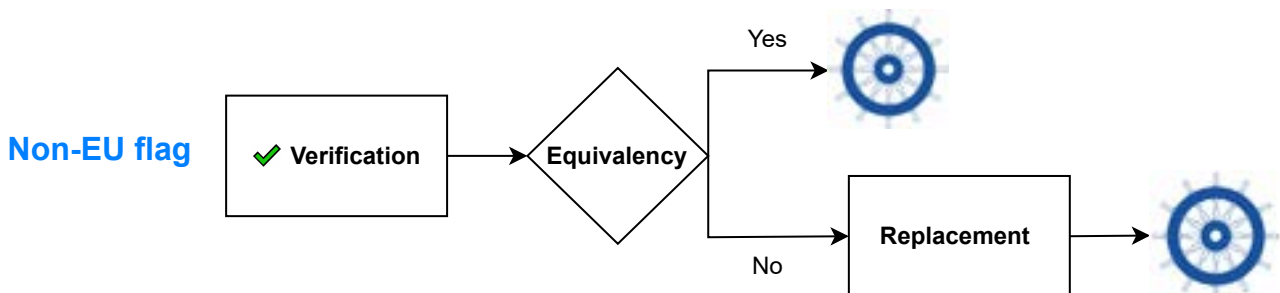 Non-EU flag
Verification
Equivalency
Yes
No
Replacement